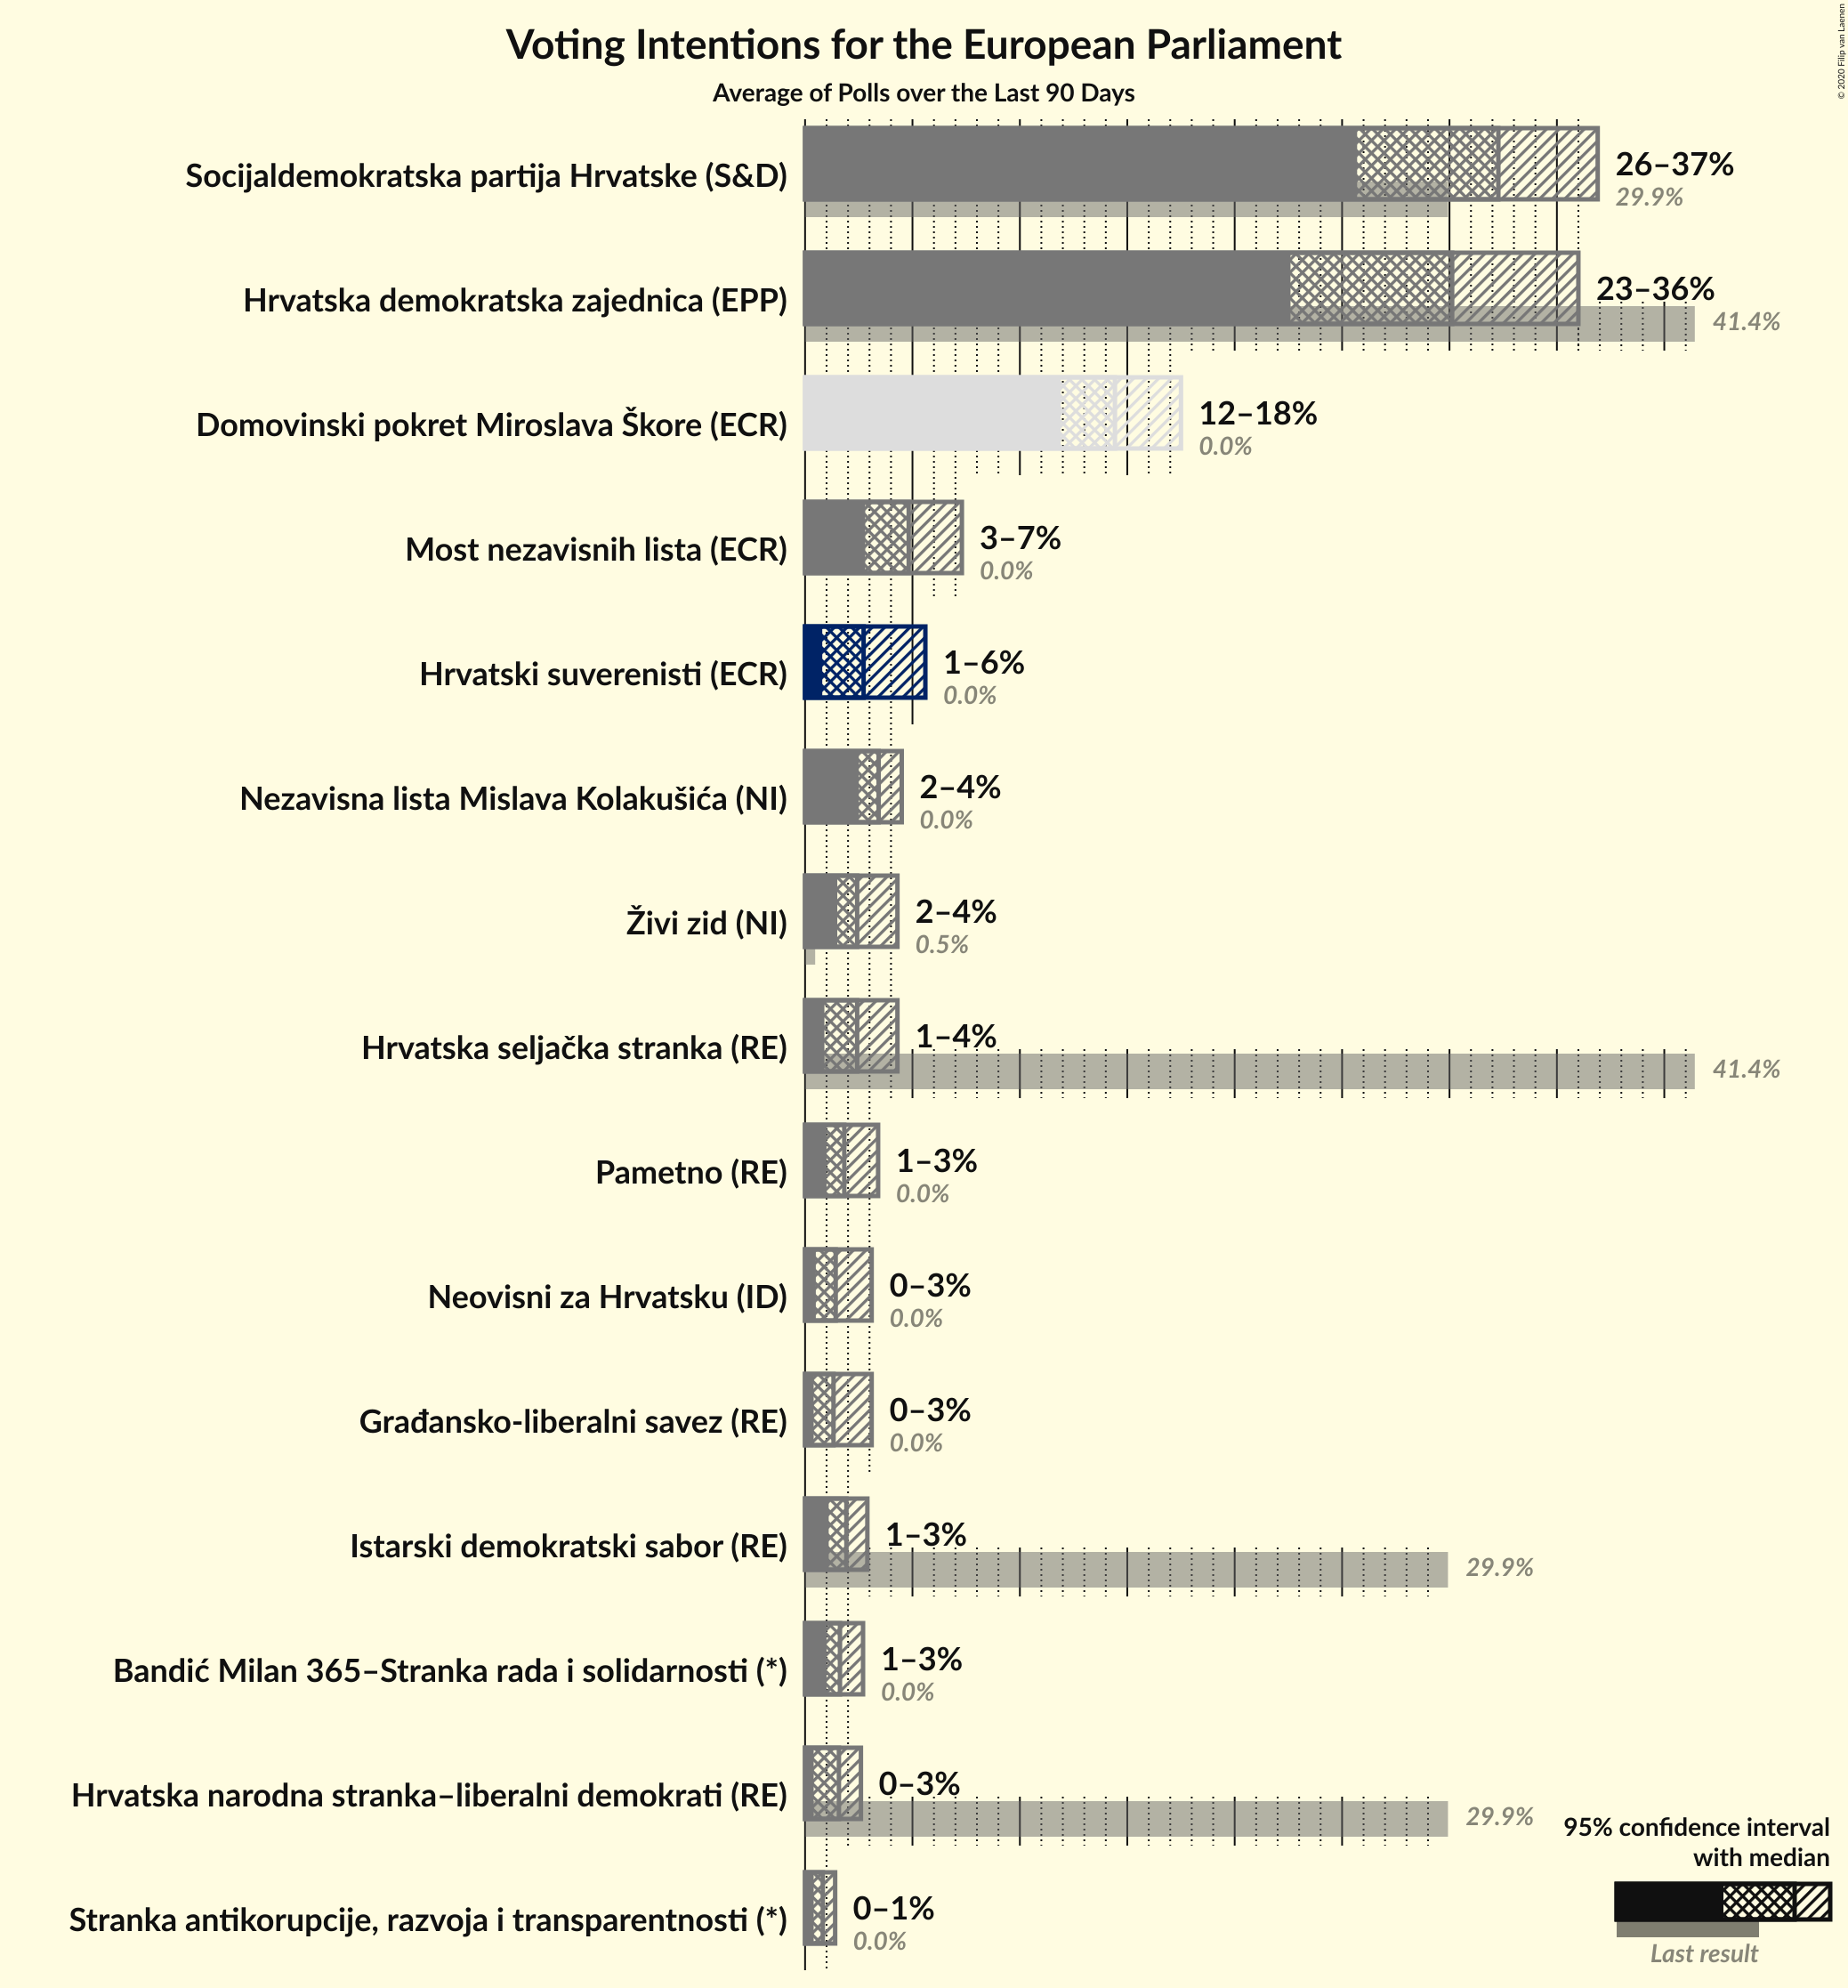 © 2020 Filip van Laenen
Voting Intentions for the European Parliament
Average of Polls over the Last 90 Days
Socijaldemokratska partija Hrvatske (S&D)
26–37%
29.9%
Hrvatska demokratska zajednica (EPP)
23–36%
41.4%
Domovinski pokret Miroslava Škore (ECR)
12–18%
0.0%
Most nezavisnih lista (ECR)
3–7%
0.0%
Hrvatski suverenisti (ECR)
1–6%
0.0%
Nezavisna lista Mislava Kolakušića (NI)
2–4%
0.0%
Živi zid (NI)
2–4%
0.5%
Hrvatska seljačka stranka (RE)
1–4%
41.4%
Pametno (RE)
1–3%
0.0%
Neovisni za Hrvatsku (ID)
0–3%
0.0%
Građansko-liberalni savez (RE)
0–3%
0.0%
Istarski demokratski sabor (RE)
1–3%
29.9%
Bandić Milan 365–Stranka rada i solidarnosti (*)
1–3%
0.0%
Hrvatska narodna stranka–liberalni demokrati (RE)
0–3%
29.9%
Stranka antikorupcije, razvoja i transparentnosti (*)
0–1%
0.0%
95% confidence interval
with median
Last result